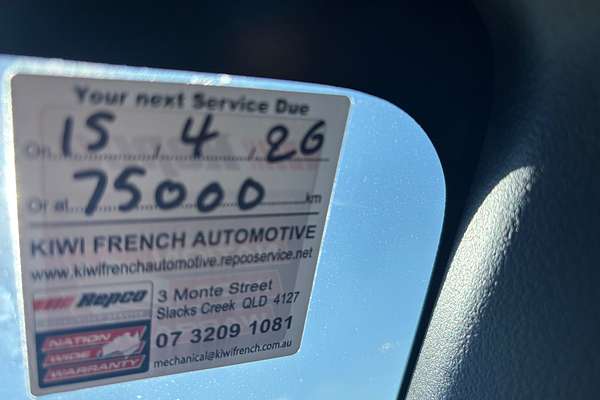 Your next Service Due
On 15 . 4 . 26
Or at 75000 km
KIWI FRENCH AUTOMOTIVE
www.kiwifrenchautomotive.repcoservice.net
Repco
3 Monte Street
Slacks Creek QLD 4127
NATION
WIDE
WARRANTY
07 3209 1081
mechanical@kiwifrench.com.au